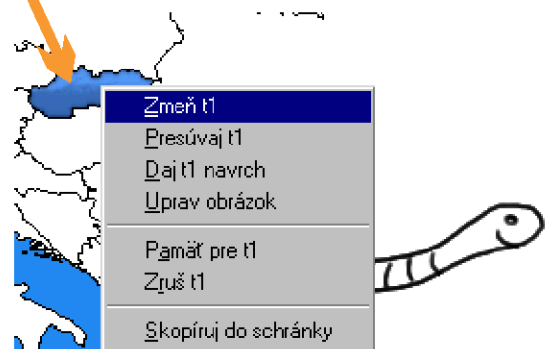 Zmeň t1
Presúvaj t1
Daj t1 navrch
Uprav obrázok
Pamäť pre t1
Zruš t1
Skopíruj do schránky